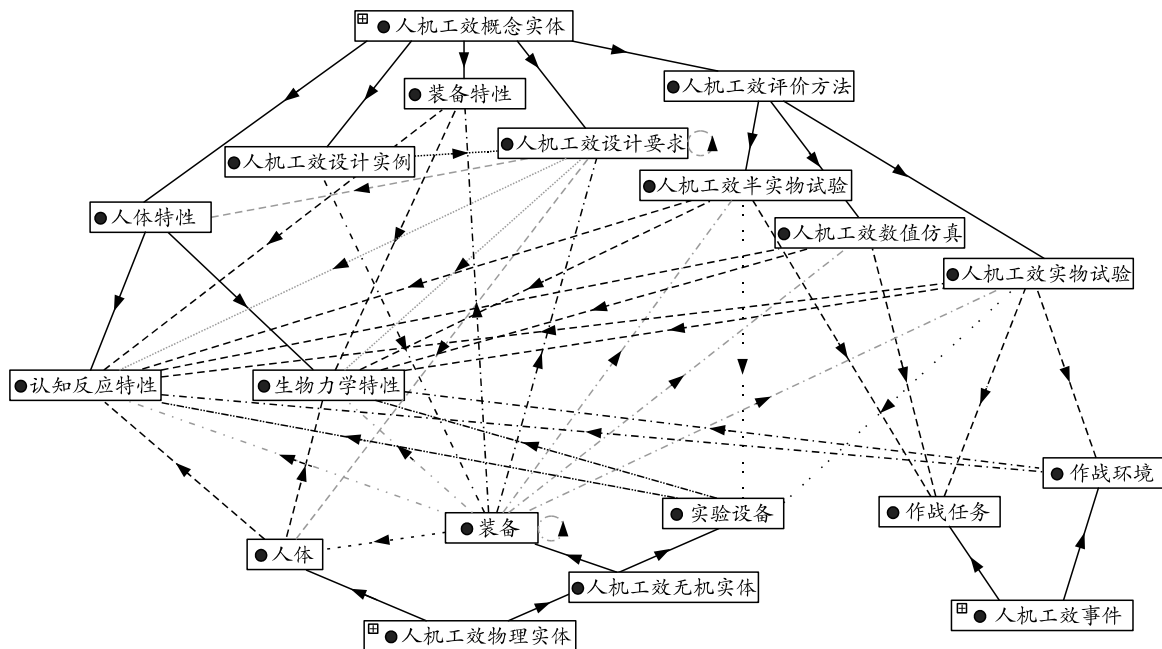 人机工效概念实体
人机工效评价方法
装备特性
人机工效设计要求
人机工效设计实例
人机工效半实物试验
人体特性
人机工效数值仿真
人机工效实物试验
认知反应特性
生物力学特性
作战环境
实验设备
作战任务
装备
人体
人机工效无机实体
人机工效事件
人机工效物理实体